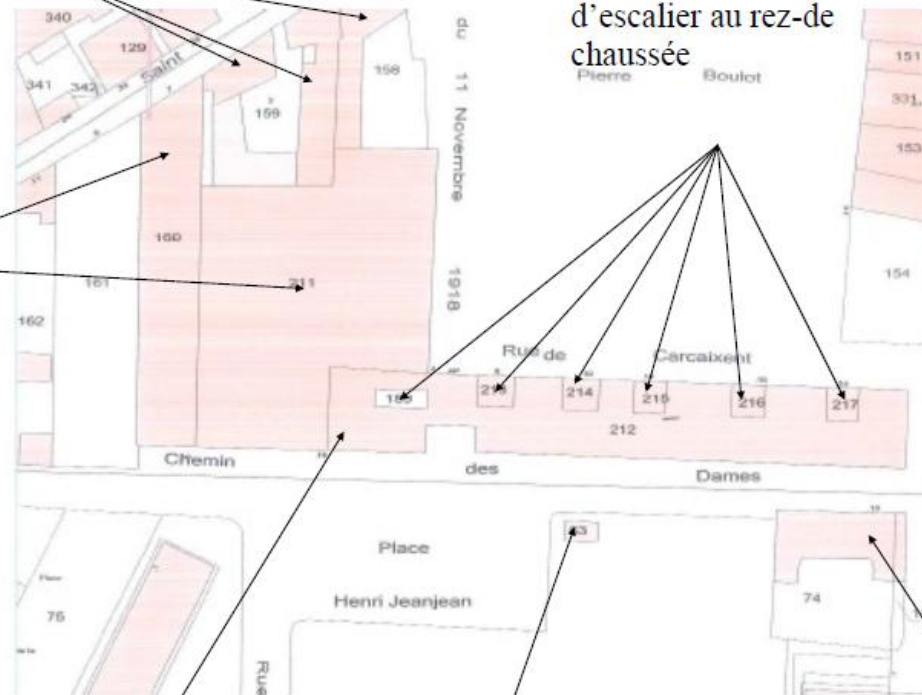 d’escalier au rez-de
chaussée
340
129
Saint
341
342
159
158
du 11 Novembre 1918
Pierre Boulot
151
331
153
154
160
161
162
211
Rue de Carcaixent
214
215
216
217
212
Chemin des Dames
Place
Henri Jeanjean
74
75
Rue